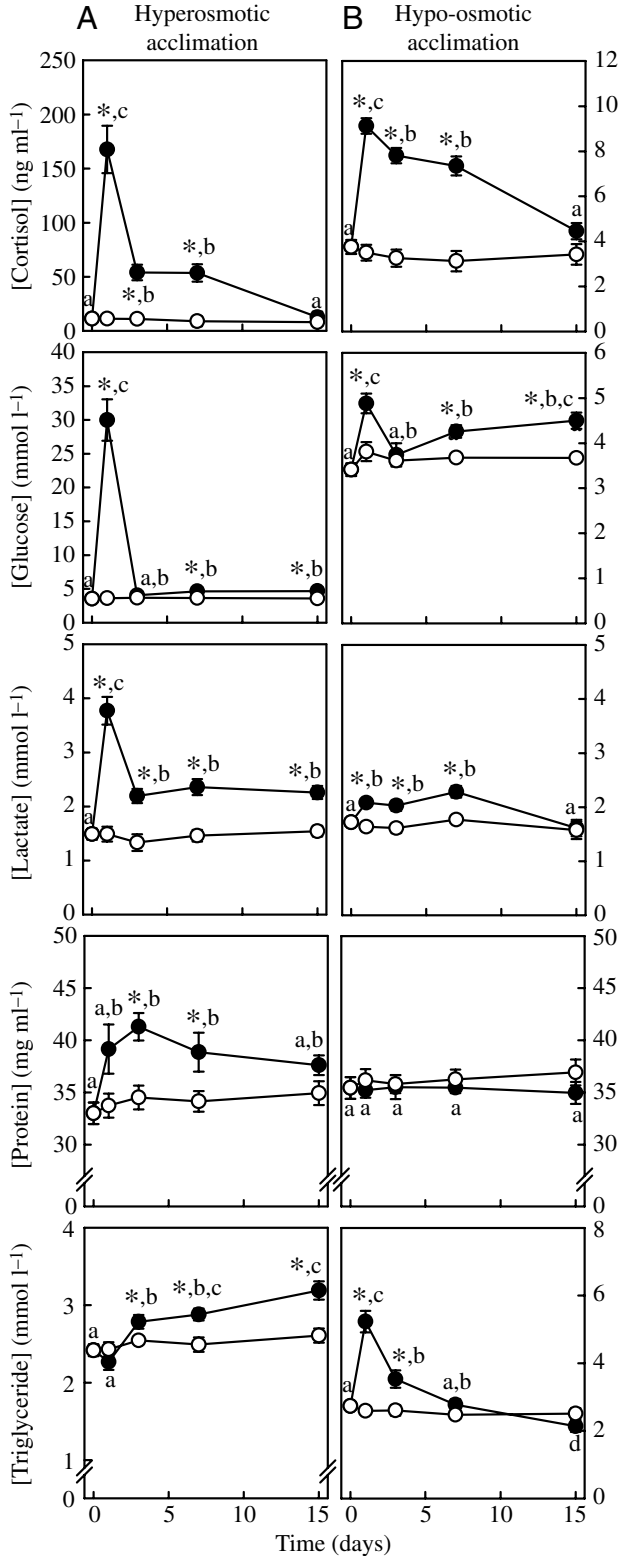 A Hyperosmotic acclimation
B Hypo-osmotic acclimation
[Cortisol] (ng ml–1)
250
200
150
100
50
0
a
*,c
*,b
*,b
a
12
10
8
6
4
2
0
a
*,c
*,b
*,b
a
[Glucose] (mmol l–1)
40
35
30
25
20
15
10
5
0
a
*,c
a,b
*,b
*,b
6
5
4
3
2
1
0
a
*,c
a,b
*,b
*,b,c
[Lactate] (mmol l–1)
5
4
3
2
1
0
a
*,c
*,b
*,b
*,b
5
4
3
2
1
0
a
*,b
*,b
*,b
a
[Protein] (mg ml–1)
50
45
40
35
30
0
a
a,b
*,b
*,b
a,b
50
45
40
35
30
0
a
a
a
a
a
[Triglyceride] (mmol l–1)
4
3
2
1
0
a
a
*,b
*,b,c
*,c
8
6
4
2
0
a
*,c
*,b
a,b
d
0 5 10 15
0 5 10 15
Time (days)